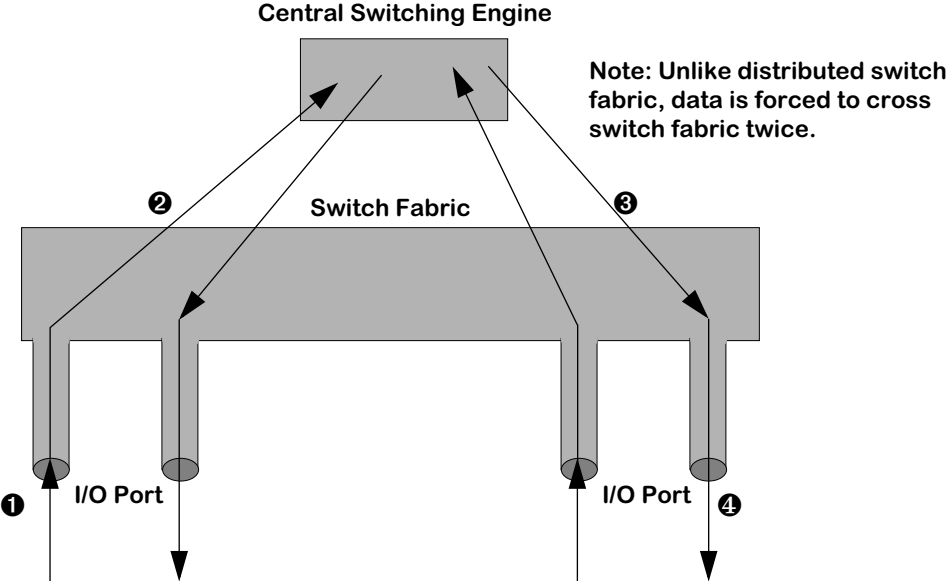 Central Switching Engine
Note: Unlike distributed switch
fabric, data is forced to cross
switch fabric twice.
❷
❸
Switch Fabric
❶
I/O Port
I/O Port
❹